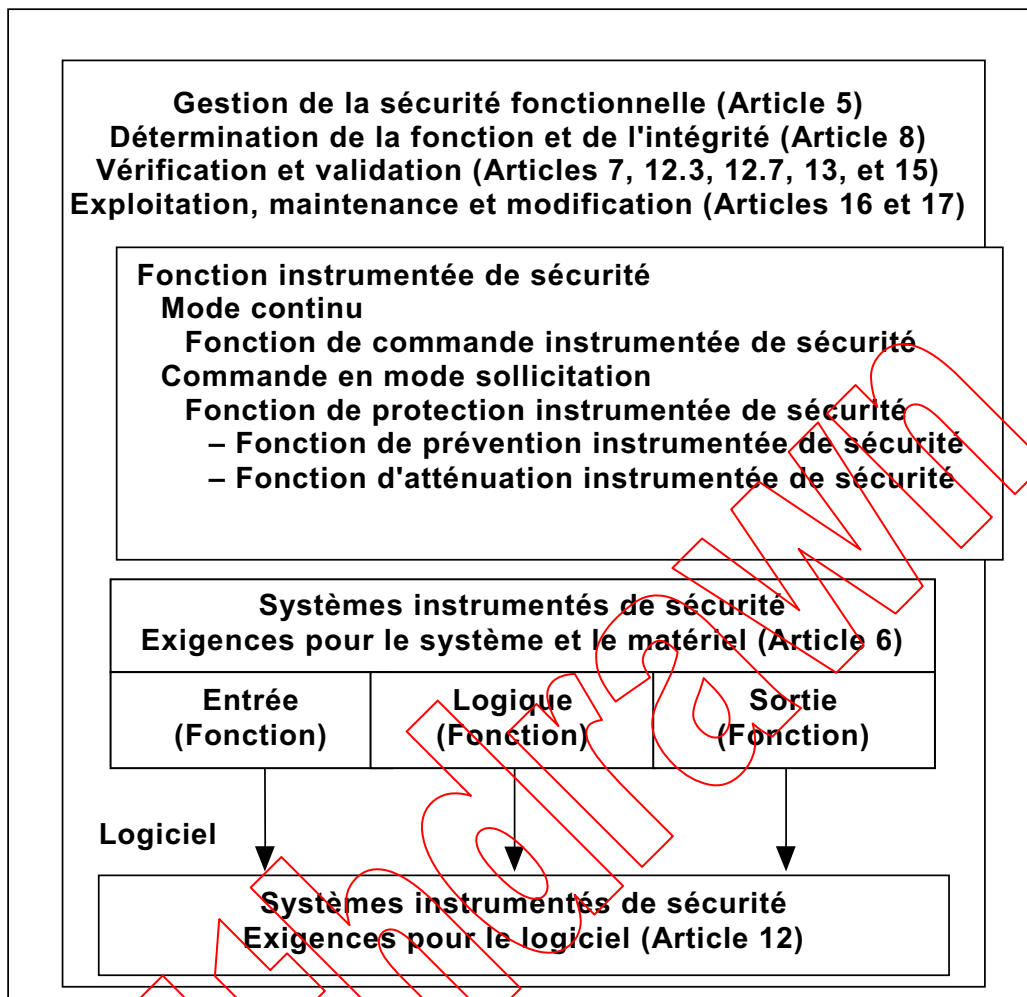 Gestion de la sécurité fonctionnelle (Article 5)
Détermination de la fonction et de l'intégrité (Article 8)
Vérification et validation (Articles 7, 12.3, 12.7, 13, et 15)
Exploitation, maintenance et modification (Articles 16 et 17)
Fonction instrumentée de sécurité
Mode continu
Fonction de commande instrumentée de sécurité
Commande en mode sollicitation
Fonction de protection instrumentée de sécurité
– Fonction de prévention instrumentée de sécurité
– Fonction d'atténuation instrumentée de sécurité
Systèmes instrumentés de sécurité
Exigences pour le système et le matériel (Article 6)
Entrée
(Fonction)
Logique
(Fonction)
Sortie
(Fonction)
Logiciel
Systèmes instrumentés de sécurité
Exigences pour le logiciel (Article 12)